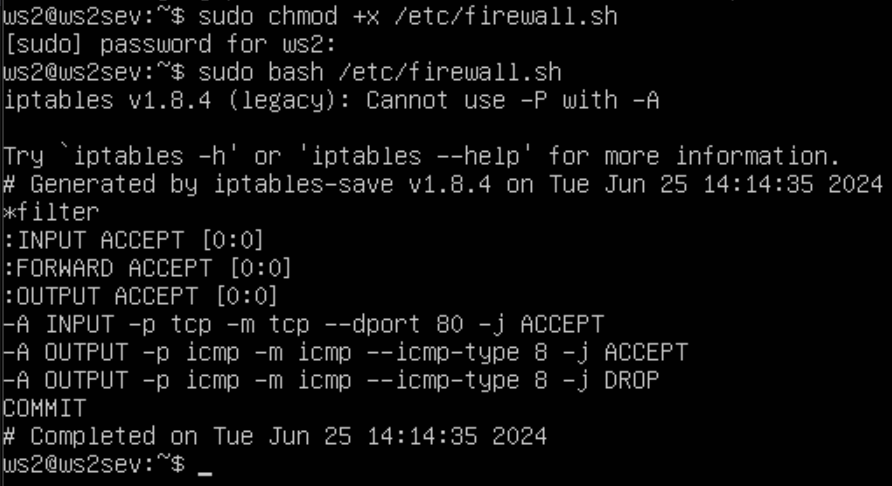 ws2@ws2sev:~$ sudo chmod +x /etc/firewall.sh
[sudo] password for ws2:
ws2@ws2sev:~$ sudo bash /etc/firewall.sh
iptables v1.8.4 (legacy): Cannot use -P with -A

Try `iptables -h' or 'iptables --help' for more information.
# Generated by iptables-save v1.8.4 on Tue Jun 25 14:14:35 2024
*filter
:INPUT ACCEPT [0:0]
:FORWARD ACCEPT [0:0]
:OUTPUT ACCEPT [0:0]
-A INPUT -p tcp -m tcp --dport 80 -j ACCEPT
-A OUTPUT -p icmp -m icmp --icmp-type 8 -j ACCEPT
-A OUTPUT -p icmp -m icmp --icmp-type 8 -j DROP
COMMIT
# Completed on Tue Jun 25 14:14:35 2024
ws2@ws2sev:~$ _